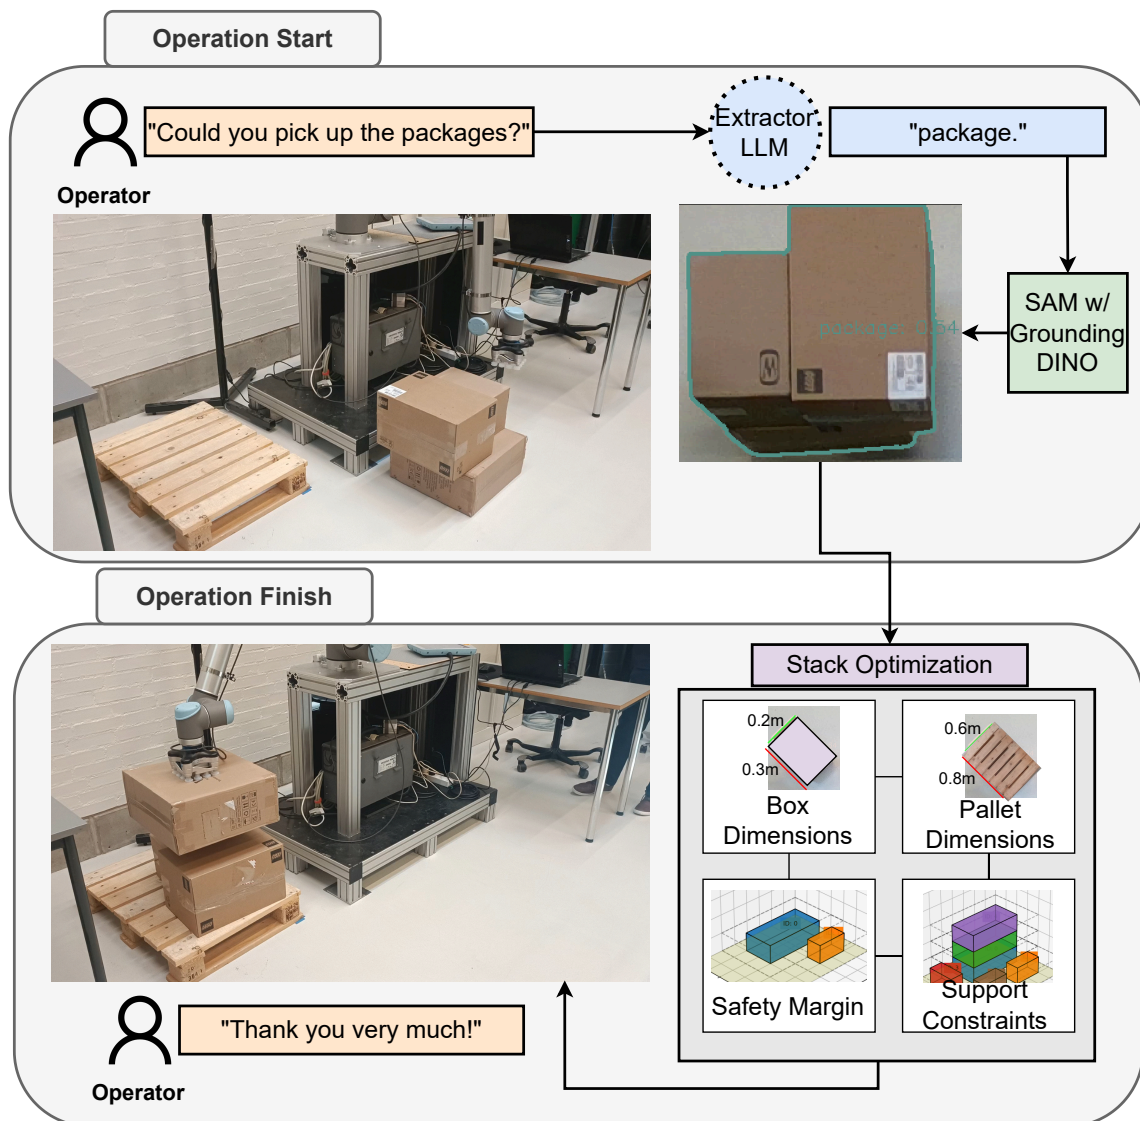 Operation Start
"Could you pick up the packages?"
Extractor
LLM
"package."
Operator
SAM w/
Grounding
DINO
Operation Finish
Stack Optimization
0.2m
0.3m
Box
Dimensions
0.6m
0.8m
Pallet
Dimensions
Safety Margin
Support
Constraints
"Thank you very much!"
Operator